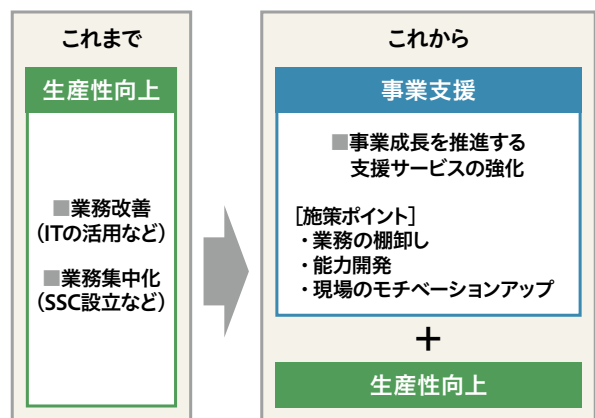 これまで
生産性向上
■業務改善
(ITの活用など)
■業務集中化
(SSC設立など)
これから
事業支援
■事業成長を推進する
支援サービスの強化
[施策ポイント]
・業務の棚卸し
・能力開発
・現場のモチベーションアップ
+
生産性向上